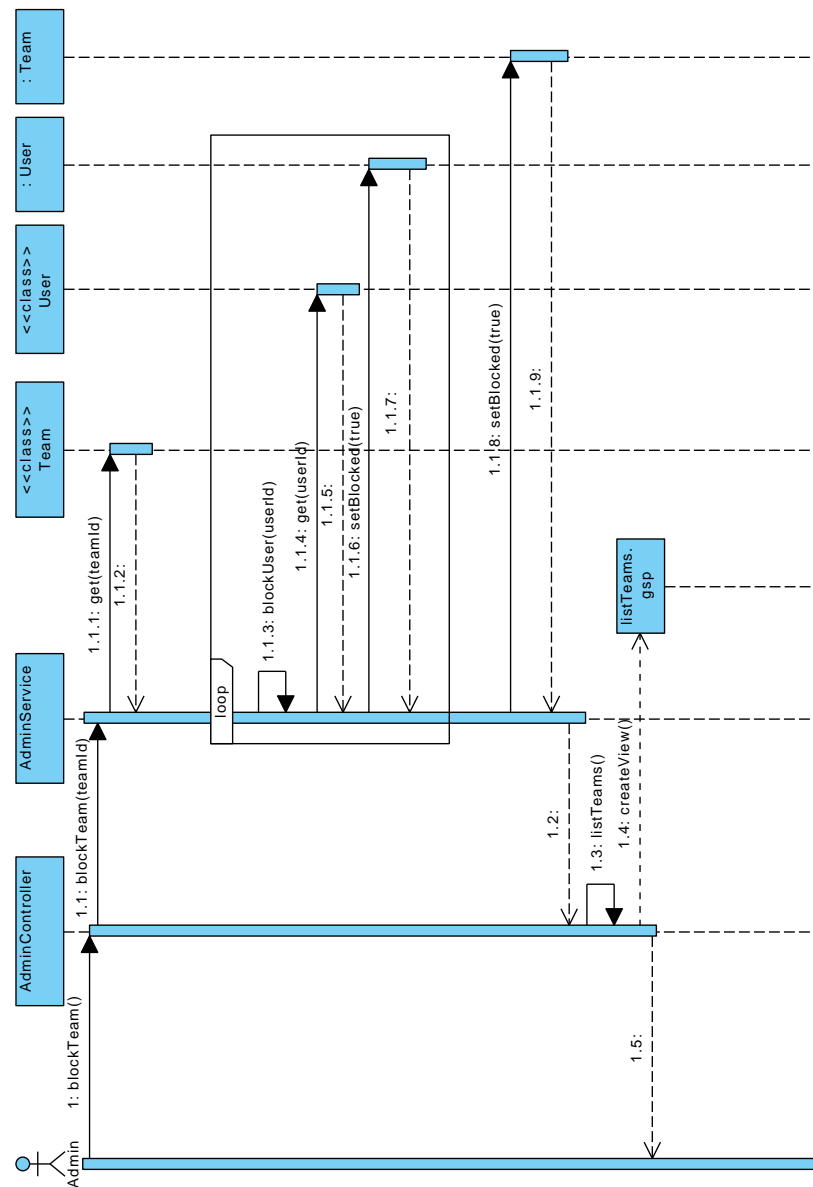 Admin
AdminController
AdminService
listTeams.
gsp
<<class>>
Team
<<class>>
User
: User
: Team
1: blockTeam()
1.1: blockTeam(teamId)
1.1.1: get(teamId)
1.1.2:
loop
1.1.3: blockUser(userId)
1.1.4: get(userId)
1.1.5:
1.1.6: setBlocked(true)
1.1.7:
1.1.8: setBlocked(true)
1.1.9:
1.2:
1.3: listTeams()
1.4: createView()
1.5: